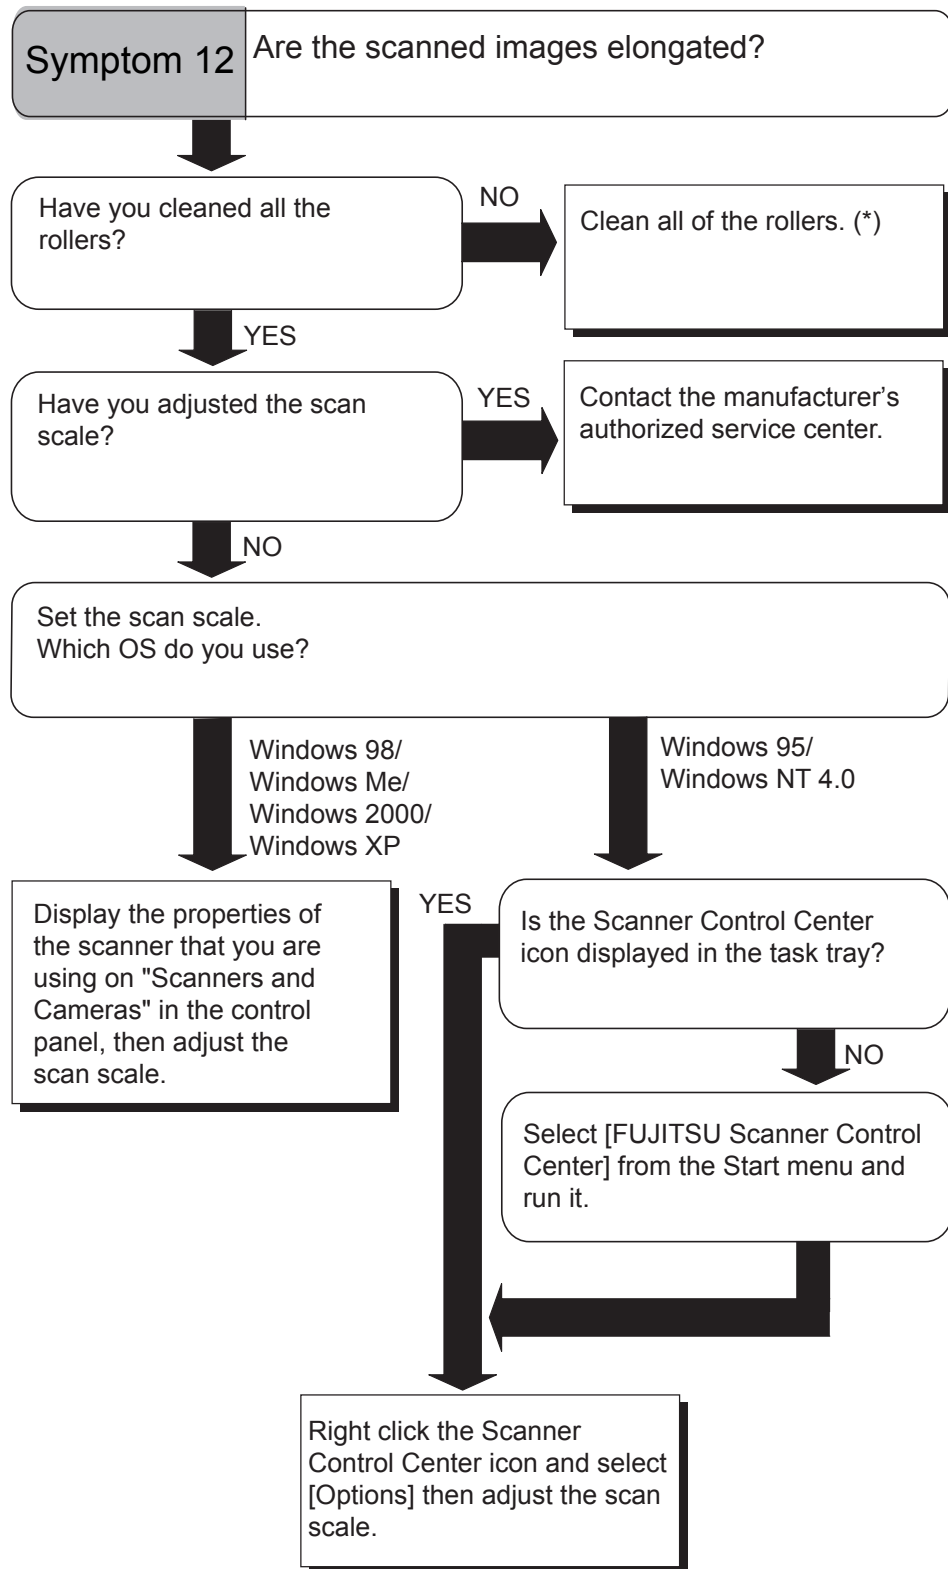 Symptom 12
Are the scanned images elongated?
Have you cleaned all the
rollers?
NO
Clean all of the rollers. (*)
YES
Have you adjusted the scan
scale?
YES
Contact the manufacturer’s
authorized service center.
NO
Set the scan scale.
Which OS do you use?
Windows 98/
Windows Me/
Windows 2000/
Windows XP
Windows 95/
Windows NT 4.0
Display the properties of
the scanner that you are
using on "Scanners and
Cameras" in the control
panel, then adjust the
scan scale.
YES
Is the Scanner Control Center
icon displayed in the task tray?
NO
Select [FUJITSU Scanner Control
Center] from the Start menu and
run it.
Right click the Scanner
Control Center icon and select
[Options] then adjust the scan
scale.